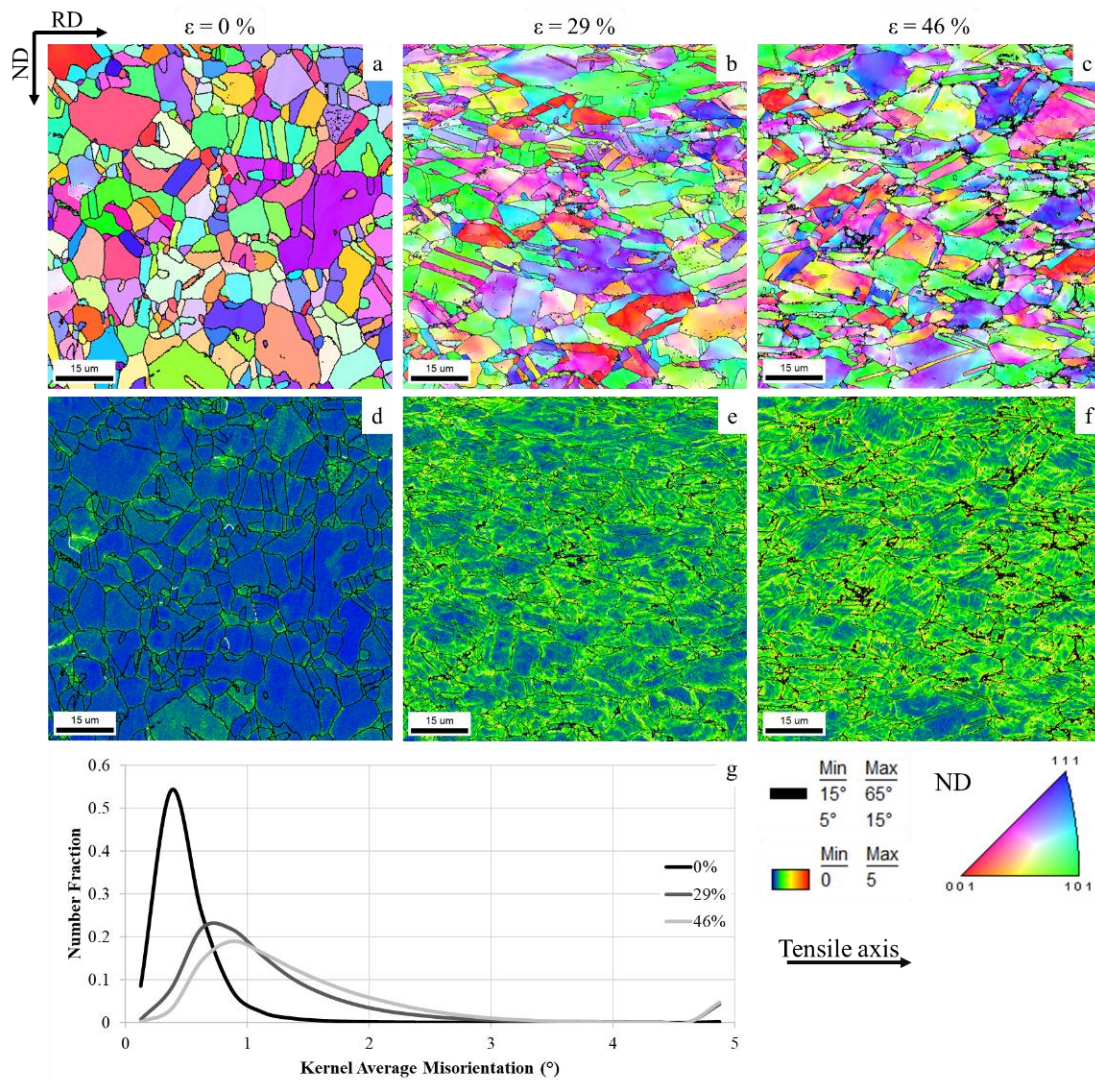 RD
ND
ε = 0 %
ε = 29 %
ε = 46 %
a
b
c
15 um
15 um
15 um
d
e
f
15 um
15 um
15 um
g
0.6
0.5
0.4
0.3
0.2
0.1
0
Number Fraction
0%
29%
46%
0
1
2
3
4
5
Kernel Average Misorientation (°)
Min Max
15° 65°
5° 15°
Min Max
0 5
ND
1 1 1
0 0 1
1 0 1
Tensile axis